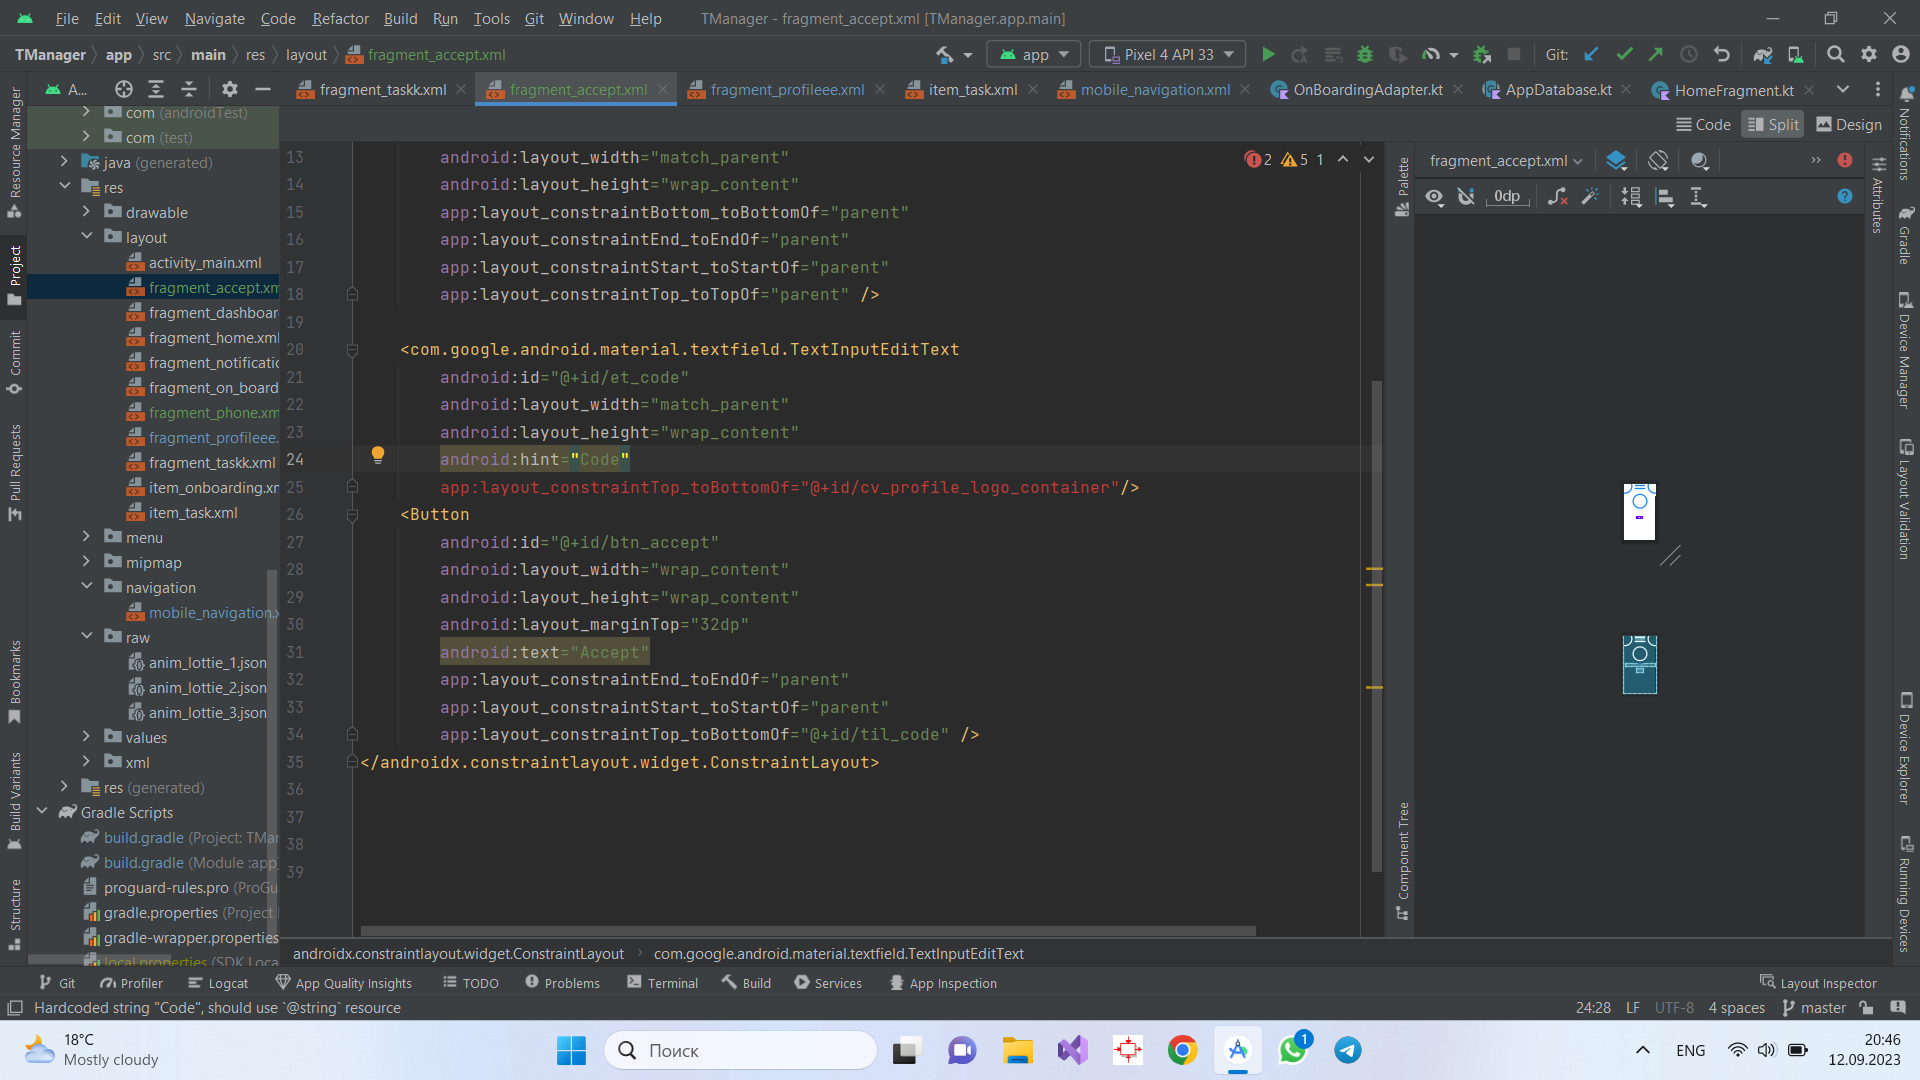 File Edit View Navigate Code Refactor Build Run Tools Git Window Help TManager - fragment_accept.xml [TManager.app.main]
TManager app src main res layout fragment_accept.xml app Pixel 4 API 33 Git:
A... fragment_taskk.xml fragment_accept.xml fragment_profileee.xml item_task.xml mobile_navigation.xml OnBoardingAdapter.kt AppDatabase.kt HomeFragment.kt
Code Split Design
Resource Manager
Project
Commit
Pull Requests
Bookmarks
Build Variants
Structure
com (androidTest)
com (test)
java (generated)
res
drawable
layout
activity_main.xml
fragment_accept.xm
fragment_dashboar
fragment_home.xml
fragment_notificatio
fragment_on_board
fragment_phone.xm
fragment_profileee.
fragment_taskk.xml
item_onboarding.xm
item_task.xml
menu
mipmap
navigation
mobile_navigation.x
raw
anim_lottie_1.json
anim_lottie_2.json
anim_lottie_3.json
values
xml
res (generated)
Gradle Scripts
build.gradle (Project: TMar
build.gradle (Module :app
proguard-rules.pro (ProGu
gradle.properties (Project
gradle-wrapper.properties
local.properties (SDK Loca
2 5 1
13 android:layout_width="match_parent"
14 android:layout_height="wrap_content"
15 app:layout_constraintBottom_toBottomOf="parent"
16 app:layout_constraintEnd_toEndOf="parent"
17 app:layout_constraintStart_toStartOf="parent"
18 app:layout_constraintTop_toTopOf="parent" />
19
20 <com.google.android.material.textfield.TextInputEditText
21 android:id="@+id/et_code"
22 android:layout_width="match_parent"
23 android:layout_height="wrap_content"
24 android:hint="Code"
25 app:layout_constraintTop_toBottomOf="@+id/cv_profile_logo_container"/>
26 <Button
27 android:id="@+id/btn_accept"
28 android:layout_width="wrap_content"
29 android:layout_height="wrap_content"
30 android:layout_marginTop="32dp"
31 android:text="Accept"
32 app:layout_constraintEnd_toEndOf="parent"
33 app:layout_constraintStart_toStartOf="parent"
34 app:layout_constraintTop_toBottomOf="@+id/til_code" />
35 </androidx.constraintlayout.widget.ConstraintLayout>
36
37
38
39
Palette
Component Tree
fragment_accept.xml
0dp
Attributes
Notifications
Gradle
Device Manager
Layout Validation
Device Explorer
Running Devices
androidx.constraintlayout.widget.ConstraintLayout com.google.android.material.textfield.TextInputEditText
Git Profiler Logcat App Quality Insights TODO Problems Terminal Build Services App Inspection Layout Inspector
Hardcoded string "Code", should use `@string` resource 24:28 LF UTF-8 4 spaces master
18°C
Mostly cloudy
Поиск
1
ENG
20:46
12.09.2023